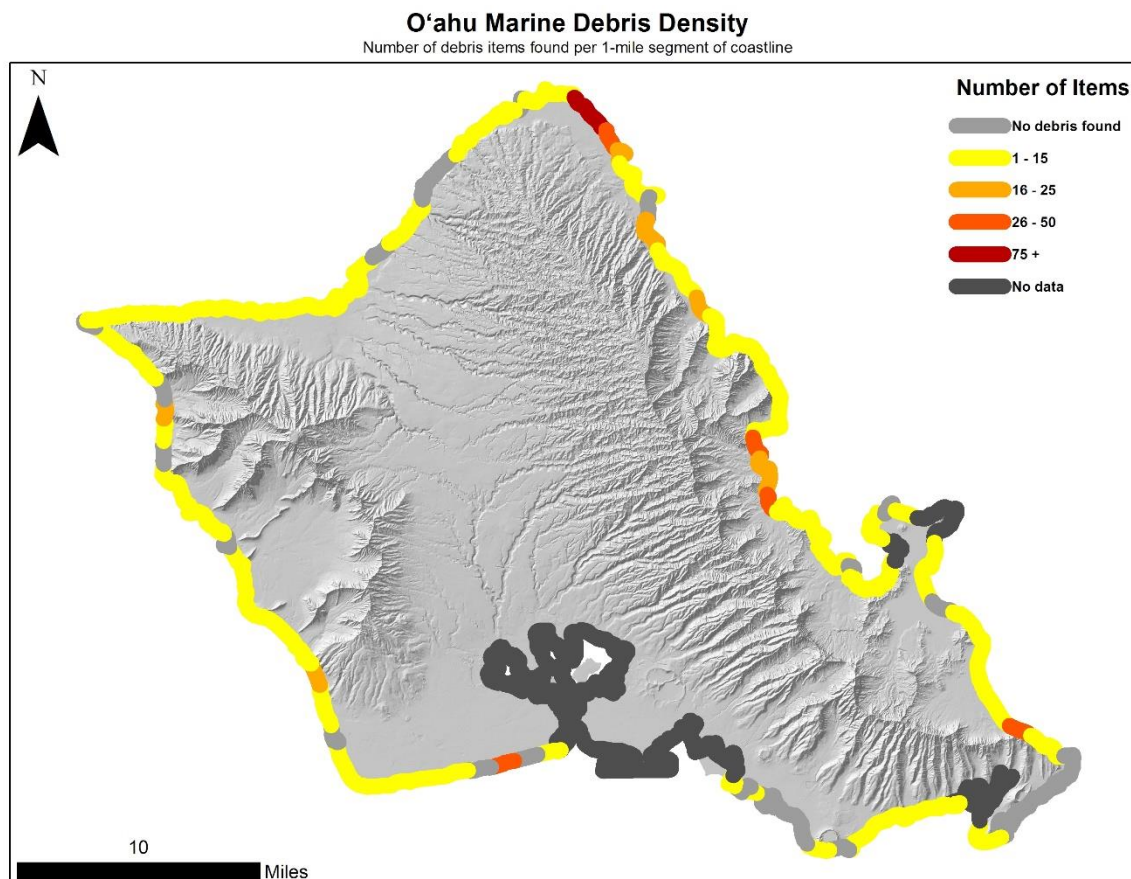 Oʻahu Marine Debris Density
Number of debris items found per 1-mile segment of coastline
N
Number of Items
No debris found
1 - 15
16 - 25
26 - 50
75 +
No data
10
Miles